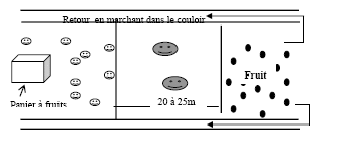 Retour en marchant dans le couloir
Fruit
Panier à fruits
20 à 25m